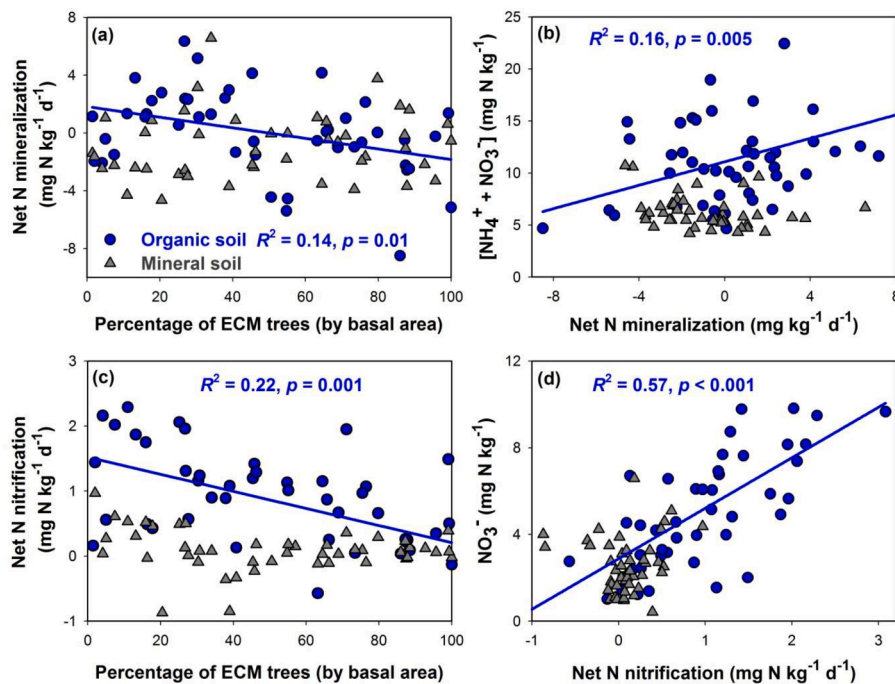 (a)
Net N mineralization
(mg N kg⁻¹ d⁻¹)
8
4
0
-4
-8
Organic soil R² = 0.14, p = 0.01
Mineral soil
0 20 40 60 80 100
Percentage of ECM trees (by basal area)
(b)
R² = 0.16, p = 0.005
[NH₄⁺ + NO₃⁻] (mg N kg⁻¹)
25
20
15
10
5
0
-8 -4 0 4 8
Net N mineralization (mg kg⁻¹ d⁻¹)
(c)
R² = 0.22, p = 0.001
Net N nitrification
(mg N kg⁻¹ d⁻¹)
3
2
1
0
-1
0 20 40 60 80 100
Percentage of ECM trees (by basal area)
(d)
R² = 0.57, p < 0.001
NO₃⁻ (mg N kg⁻¹)
12
8
4
0
-1 0 1 2 3
Net N nitrification (mg N kg⁻¹ d⁻¹)